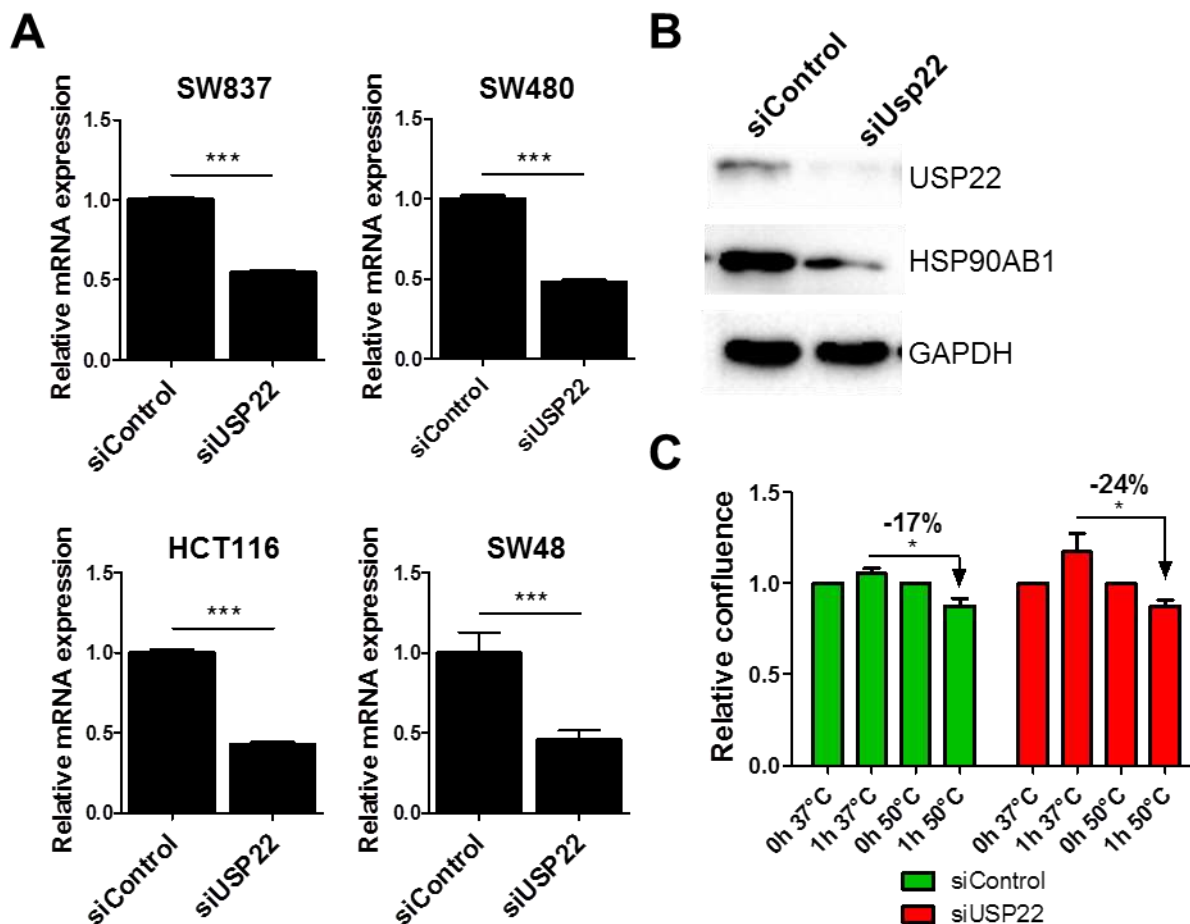 A
SW837
Relative mRNA expression
1.5
1.0
0.5
0.0
***
siControl
siUSP22
SW480
Relative mRNA expression
1.5
1.0
0.5
0.0
***
siControl
siUSP22
HCT116
Relative mRNA expression
1.5
1.0
0.5
0.0
***
siControl
siUSP22
SW48
Relative mRNA expression
1.5
1.0
0.5
0.0
***
siControl
siUSP22
B
siControl
siUsp22
USP22
HSP90AB1
GAPDH
C
Relative confluence
1.5
1.0
0.5
0.0
-17%
*
-24%
*
0h 37°C
1h 37°C
0h 50°C
1h 50°C
0h 37°C
1h 37°C
0h 50°C
1h 50°C
siControl
siUSP22